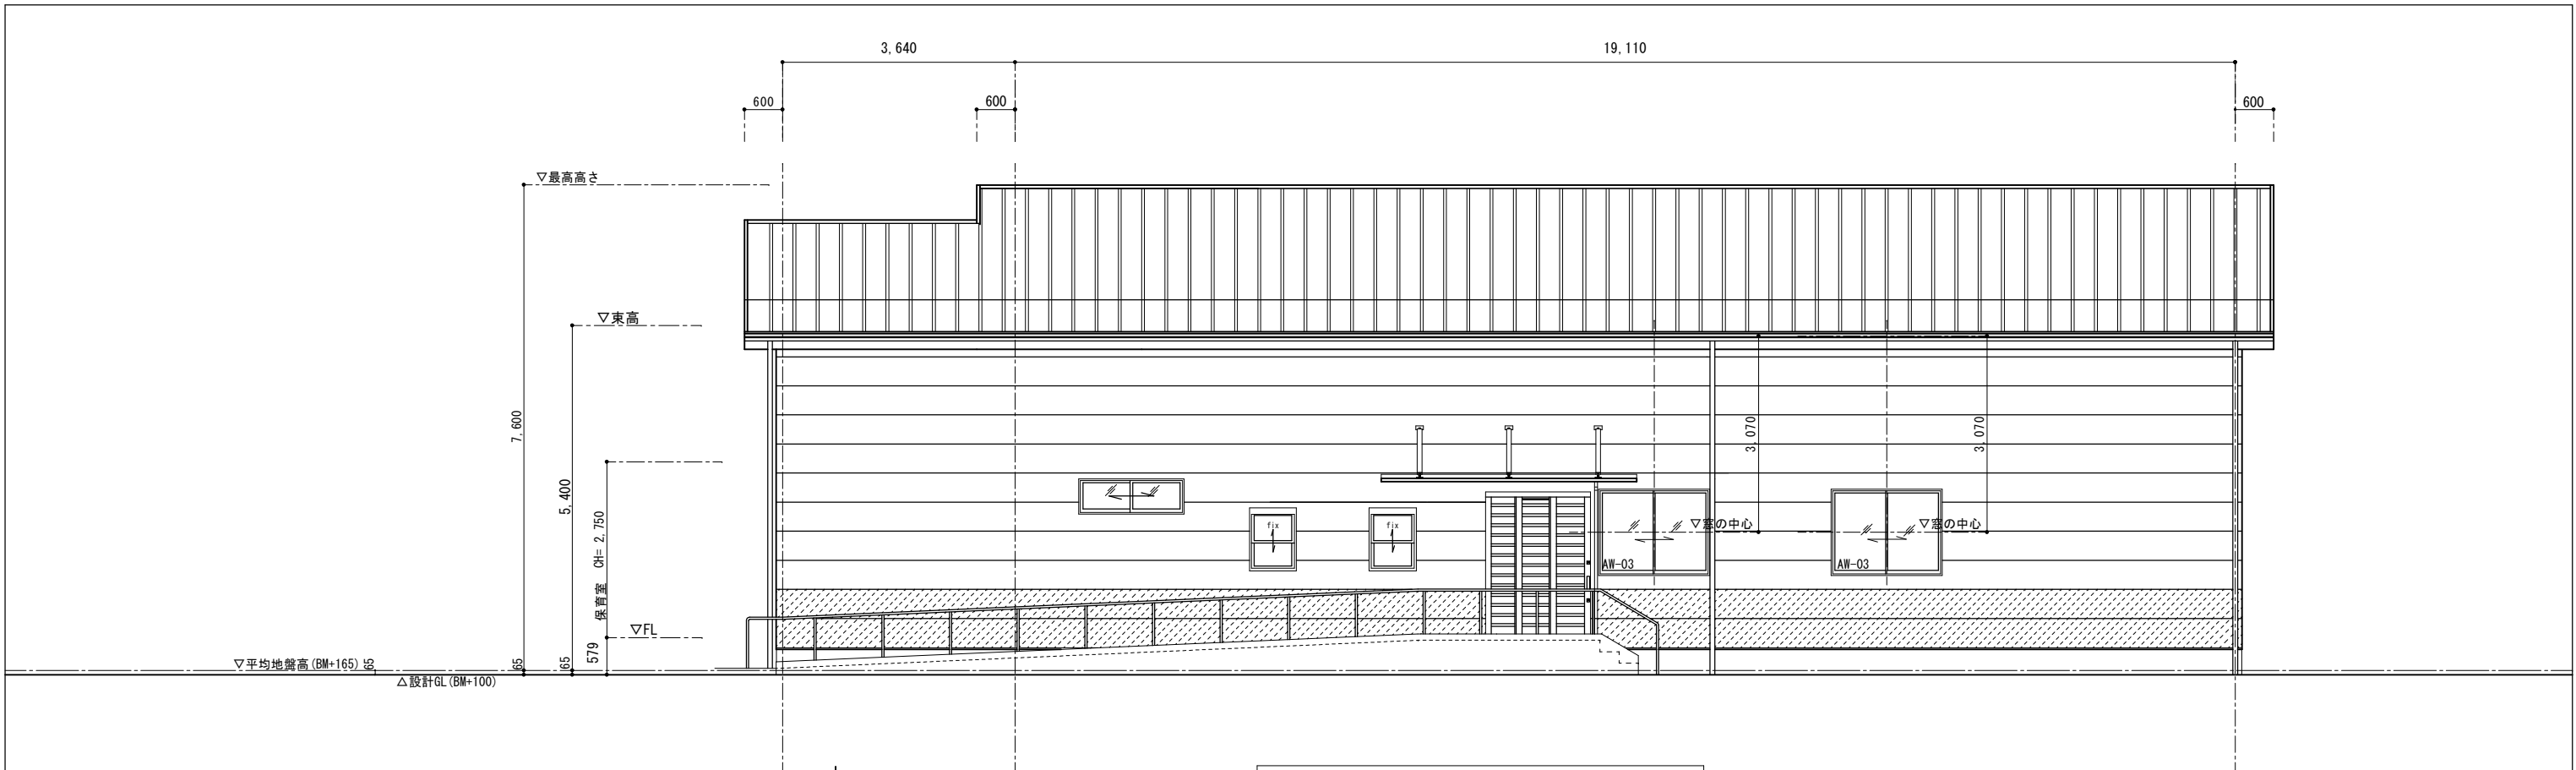 3,640
19,110
600
600
600
▽最高高さ
▽東高
7,600
5,400
3,070
3,070
保育室 CH= 2,750
fix
fix
▽窓の中心
▽窓の中心
AW-03
AW-03
▽FL
579
▽平均地盤高(BM+165)
65
65
65
△設計GL(BM+100)